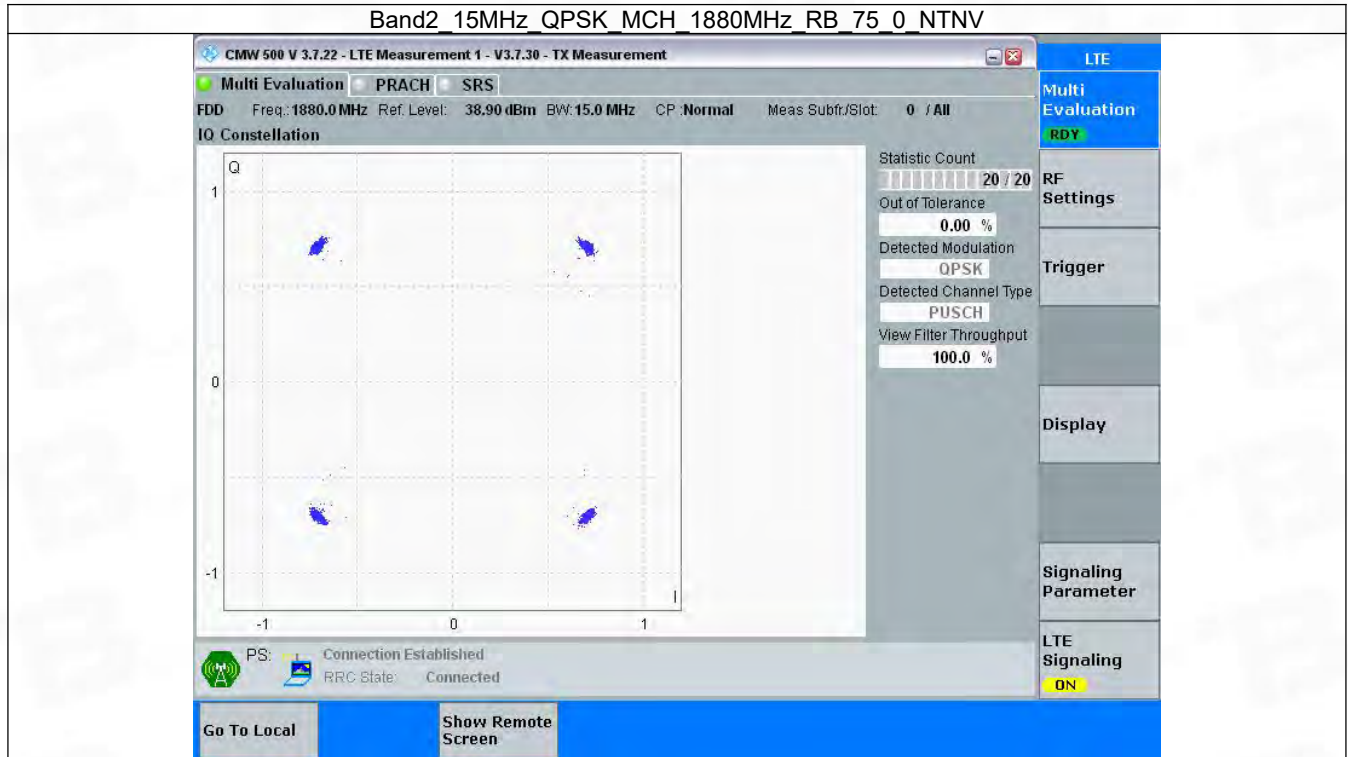 Band2_15MHz_QPSK_MCH_1880MHz_RB_75_0_NTNV
CMW 500 V 3.7.22 - LTE Measurement 1 - V3.7.30 - TX Measurement
LTE
Multi Evaluation PRACH SRS
FDD Freq.: 1880.0 MHz Ref. Level: 38.90 dBm BW: 15.0 MHz CP :Normal Meas Subfr./Slot: 0 / All
IQ Constellation
Q
1
0
-1
I
-1 0 1
Statistic Count
20 / 20
Out of Tolerance
0.00 %
Detected Modulation
QPSK
Detected Channel Type
PUSCH
View Filter Throughput
100.0 %
Multi
Evaluation
RDY
RF
Settings
Trigger
Display
Signaling
Parameter
LTE
Signaling
ON
PS: Connection Established
RRC State: Connected
Go To Local
Show Remote
Screen